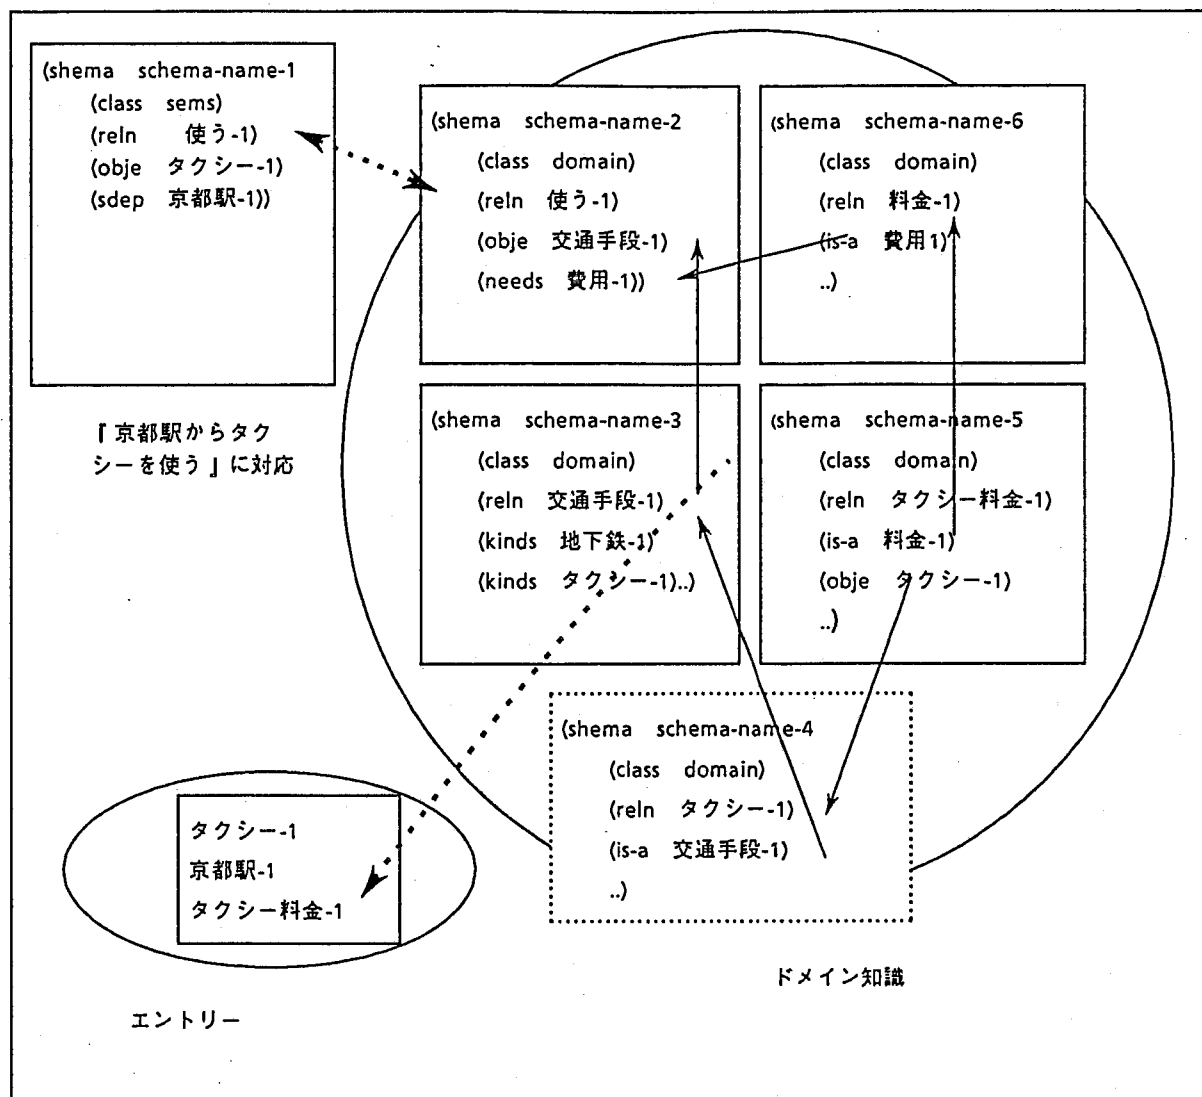 (shema schema-name-1
(class sems)
(reln 使う-1)
(obje タクシー-1)
(sdep 京都駅-1))
『京都駅からタク
シーを使う』に対応
(shema schema-name-2
(class domain)
(reln 使う-1)
(obje 交通手段-1)
(needs 費用-1))
(shema schema-name-6
(class domain)
(reln 料金-1)
(is-a 費用1)
..)
(shema schema-name-3
(class domain)
(reln 交通手段-1)
(kinds 地下鉄-1)
(kinds タクシー-1)..)
(shema schema-name-5
(class domain)
(reln タクシー料金-1)
(is-a 料金-1)
(obje タクシー-1)
..)
(shema schema-name-4
(class domain)
(reln タクシー-1)
(is-a 交通手段-1)
..)
ドメイン知識
タクシー-1
京都駅-1
タクシー料金-1
エントリー